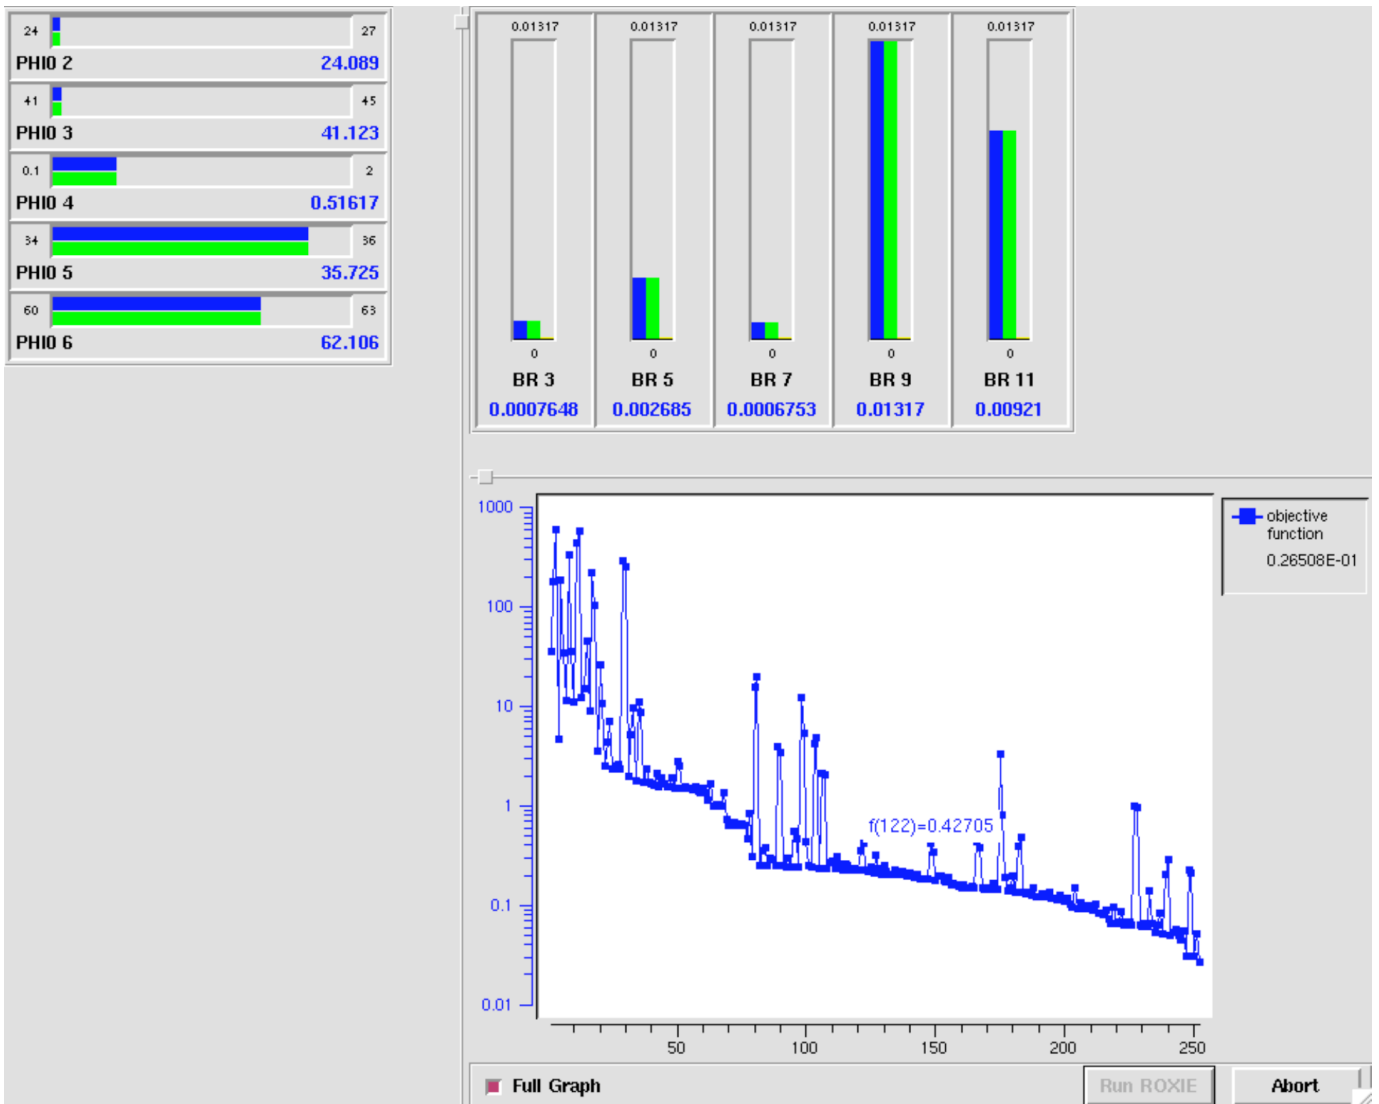 24 27
PHI0 2 24.089
41 45
PHI0 3 41.123
0.1 2
PHI0 4 0.51617
34 36
PHI0 5 35.725
60 63
PHI0 6 62.106
0.01317 0.01317 0.01317 0.01317 0.01317
0 0 0 0 0
BR 3 BR 5 BR 7 BR 9 BR 11
0.0007648 0.002685 0.0006753 0.01317 0.00921
1000
100
10
1
0.1
0.01
f(122)=0.42705
50 100 150 200 250
objective
function
0.26508E-01
Full Graph
Run ROXIE
Abort